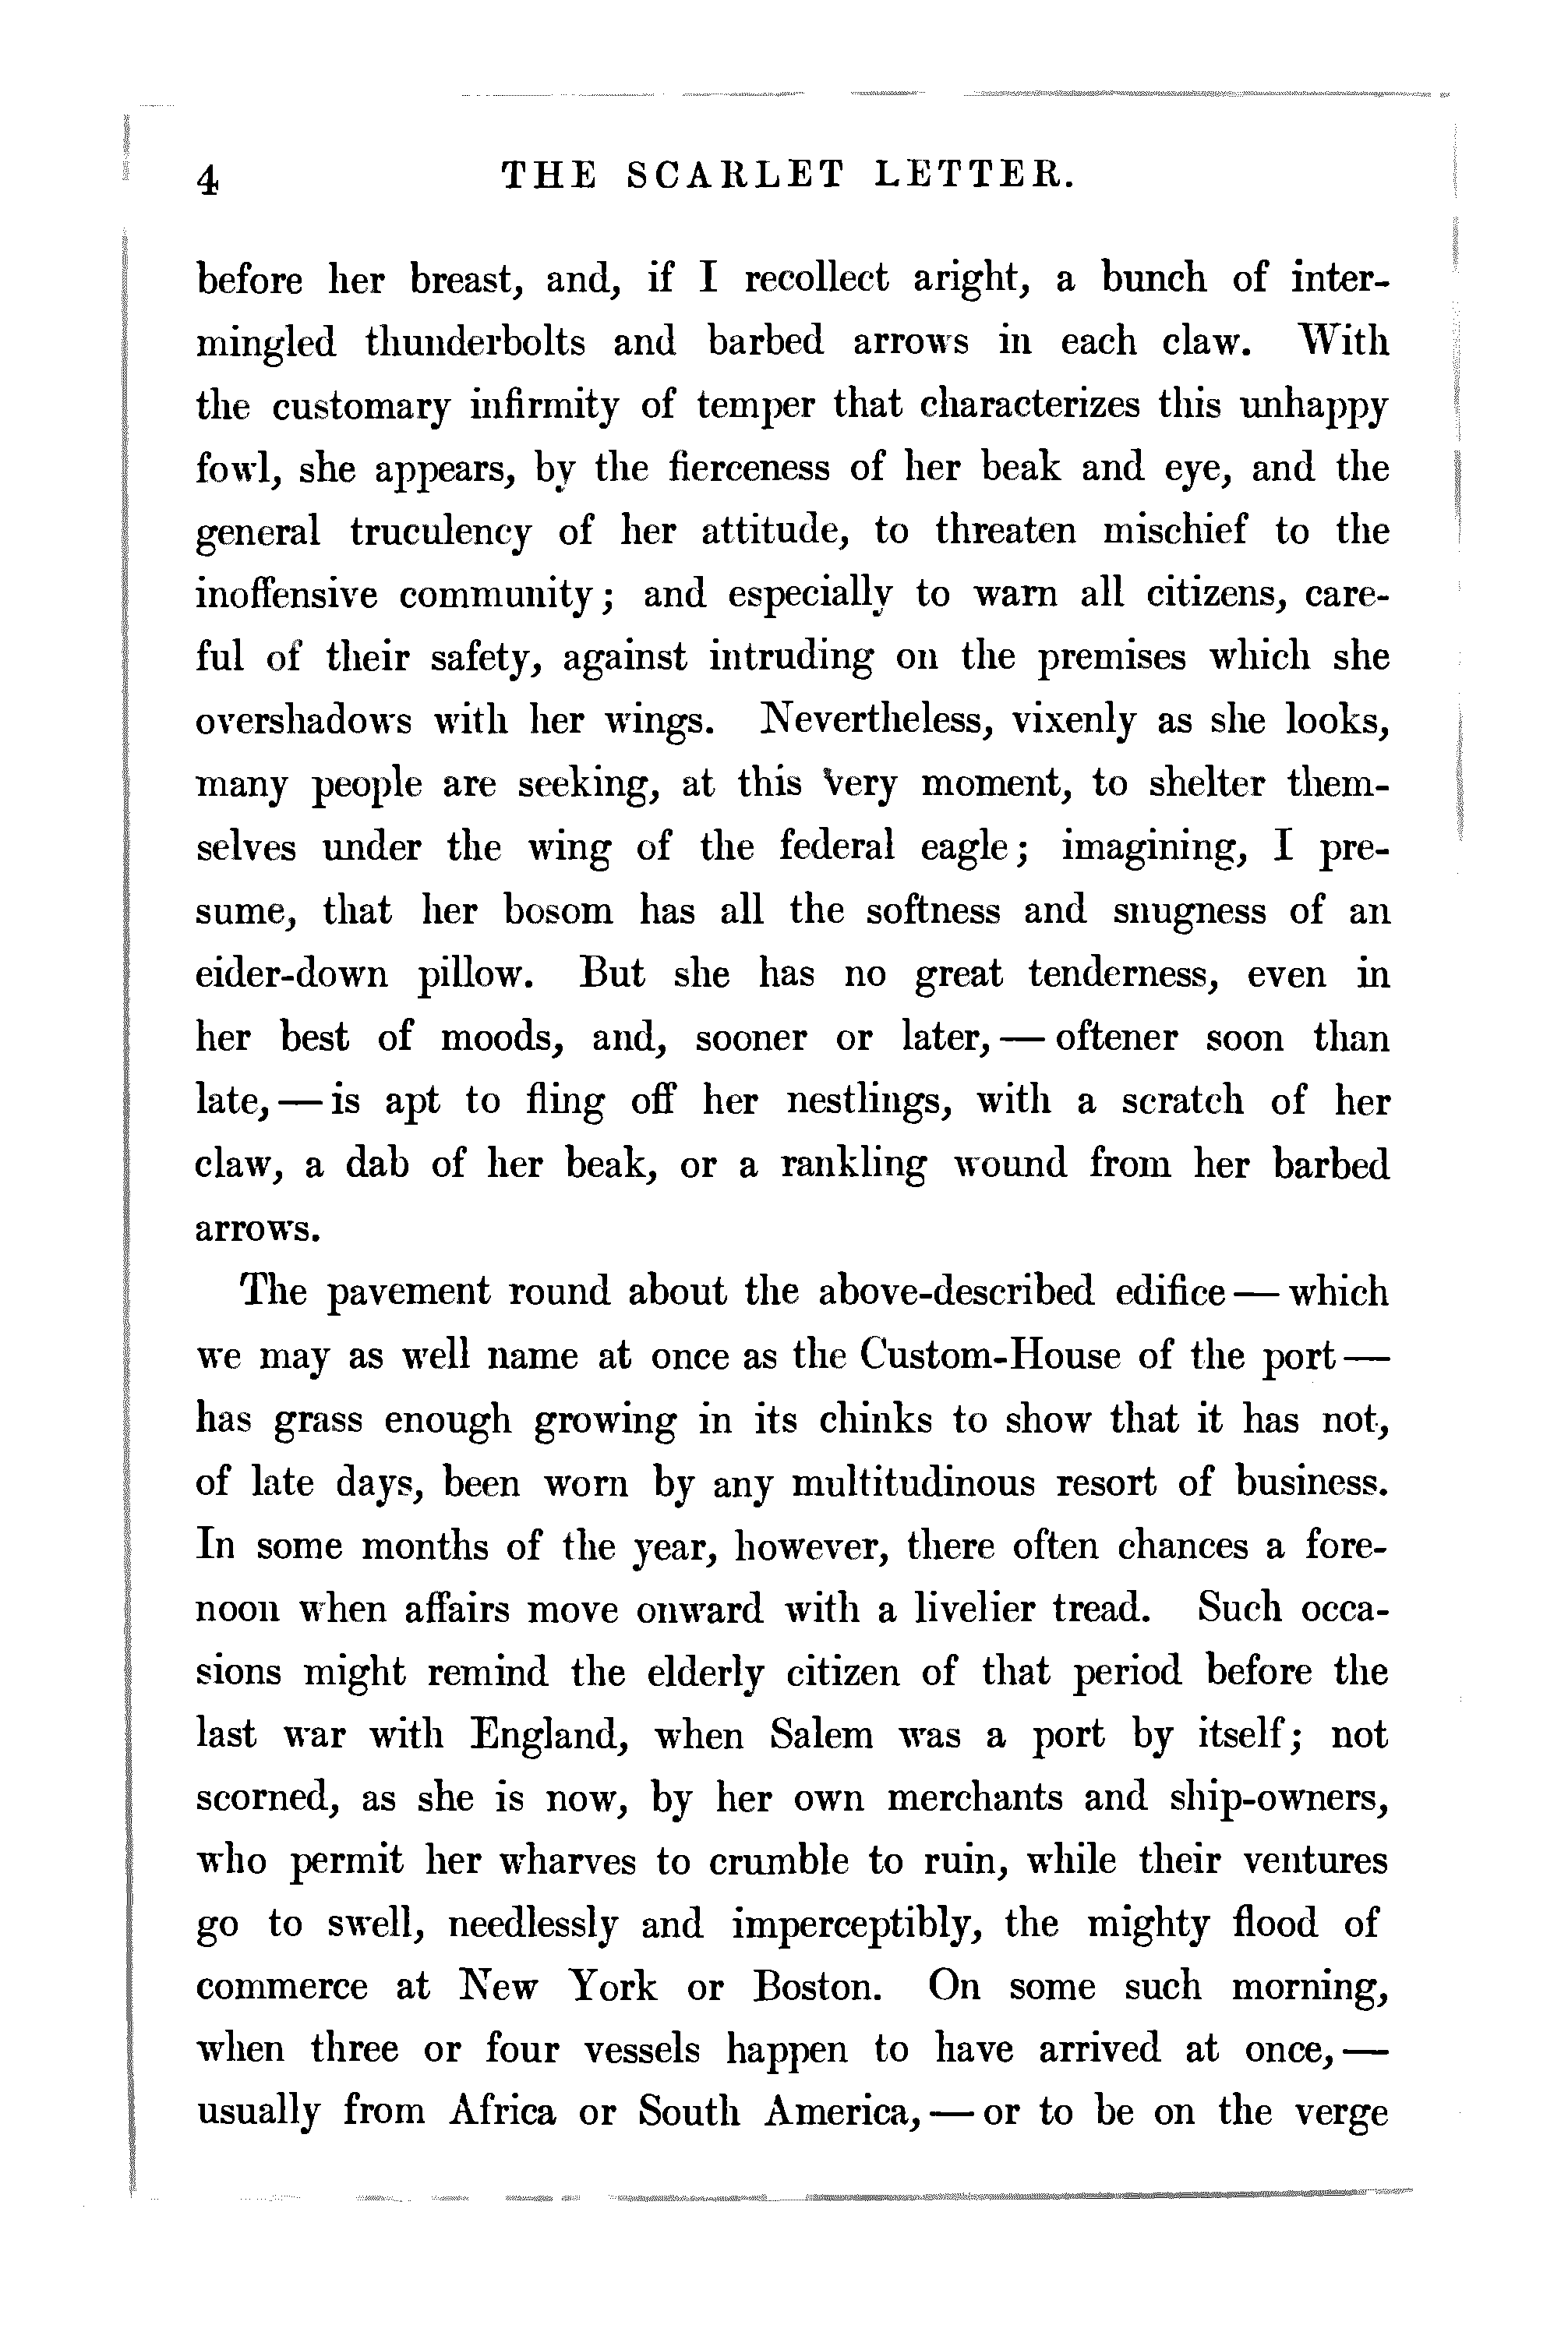 4 THE SCARLET LETTER.
before her breast, and, if I recollect aright, a bunch of inter-
mingled thunderbolts and barbed arrows in each claw. With
the customary infirmity of temper that characterizes this unhappy
fowl, she appears, by the fierceness of her beak and eye, and the
general truculency of her attitude, to threaten mischief to the
inoffensive community; and especially to warn all citizens, care-
ful of their safety, against intruding on the premises which she
overshadows with her wings. Nevertheless, vixenly as she looks,
many people are seeking, at this very moment, to shelter them-
selves under the wing of the federal eagle; imagining, I pre-
sume, that her bosom has all the softness and snugness of an
eider-down pillow. But she has no great tenderness, even in
her best of moods, and, sooner or later, — oftener soon than
late, — is apt to fling off her nestlings, with a scratch of her
claw, a dab of her beak, or a rankling wound from her barbed
arrows.
The pavement round about the above-described edifice — which
we may as well name at once as the Custom-House of the port —
has grass enough growing in its chinks to show that it has not,
of late days, been worn by any multitudinous resort of business.
In some months of the year, however, there often chances a fore-
noon when affairs move onward with a livelier tread. Such occa-
sions might remind the elderly citizen of that period before the
last war with England, when Salem was a port by itself; not
scorned, as she is now, by her own merchants and ship-owners,
who permit her wharves to crumble to ruin, while their ventures
go to swell, needlessly and imperceptibly, the mighty flood of
commerce at New York or Boston. On some such morning,
when three or four vessels happen to have arrived at once, —
usually from Africa or South America, — or to be on the verge